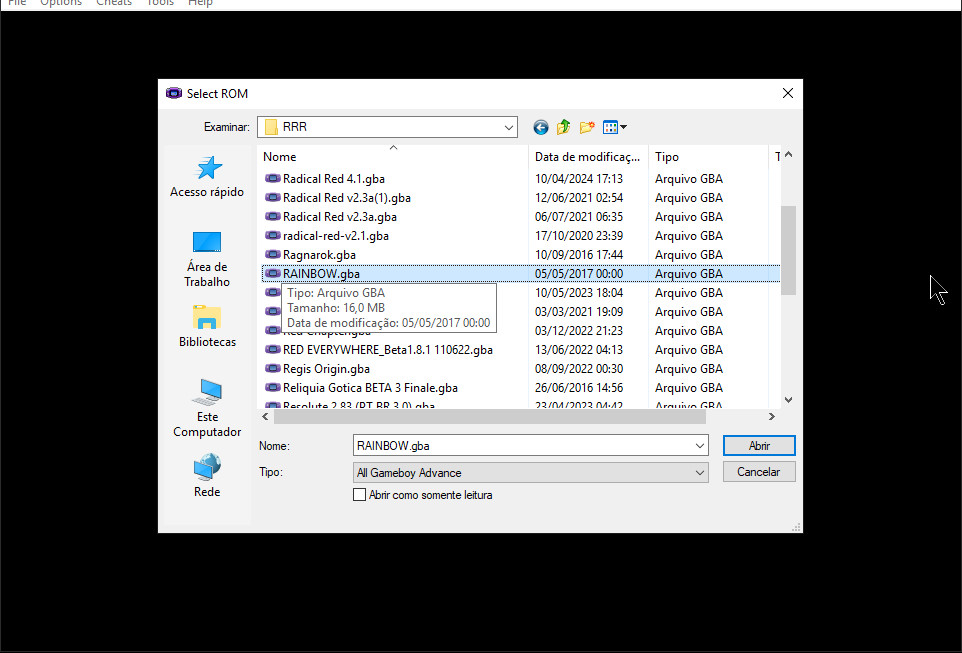 File Options Cheats Tools Help
Select ROM
Examinar: RRR
Acesso rápido
Área de
Trabalho
Bibliotecas
Este
Computador
Rede
Nome Data de modificaç... Tipo T
Radical Red 4.1.gba 10/04/2024 17:13 Arquivo GBA
Radical Red v2.3a(1).gba 12/06/2021 02:54 Arquivo GBA
Radical Red v2.3a.gba 06/07/2021 06:35 Arquivo GBA
radical-red-v2.1.gba 17/10/2020 23:39 Arquivo GBA
Ragnarok.gba 10/09/2016 17:44 Arquivo GBA
RAINBOW.gba 05/05/2017 00:00 Arquivo GBA
10/05/2023 18:04 Arquivo GBA
03/03/2021 19:09 Arquivo GBA
Red Chapter.gba 03/12/2022 21:23 Arquivo GBA
Tipo: Arquivo GBA
Tamanho: 16,0 MB
Data de modificação: 05/05/2017 00:00
RED EVERYWHERE_Beta1.8.1 110622.gba 13/06/2022 04:13 Arquivo GBA
Regis Origin.gba 08/09/2022 00:30 Arquivo GBA
Reliquia Gotica BETA 3 Finale.gba 26/06/2016 14:56 Arquivo GBA
Resolute 2.83 (PT BR 3.0).gba 23/04/2023 04:42 Arquivo GBA
Nome: RAINBOW.gba Abrir
Tipo: All Gameboy Advance Cancelar
Abrir como somente leitura